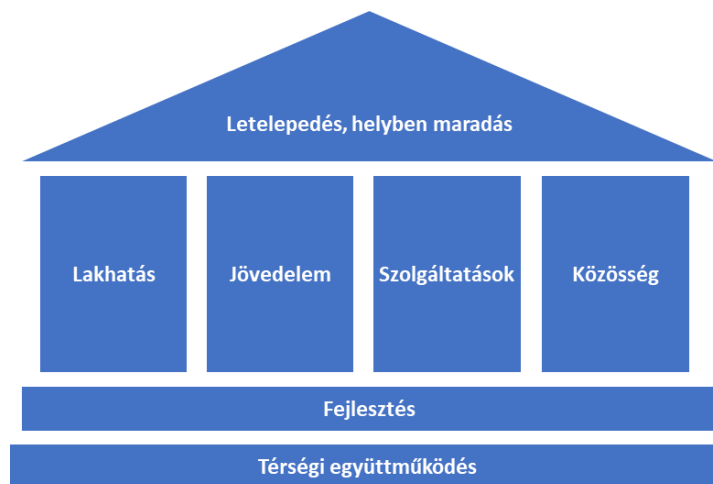 Letelepedés, helyben maradás
Lakhatás
Jövedelem
Szolgáltatások
Közösség
Fejlesztés
Térségi együttműködés